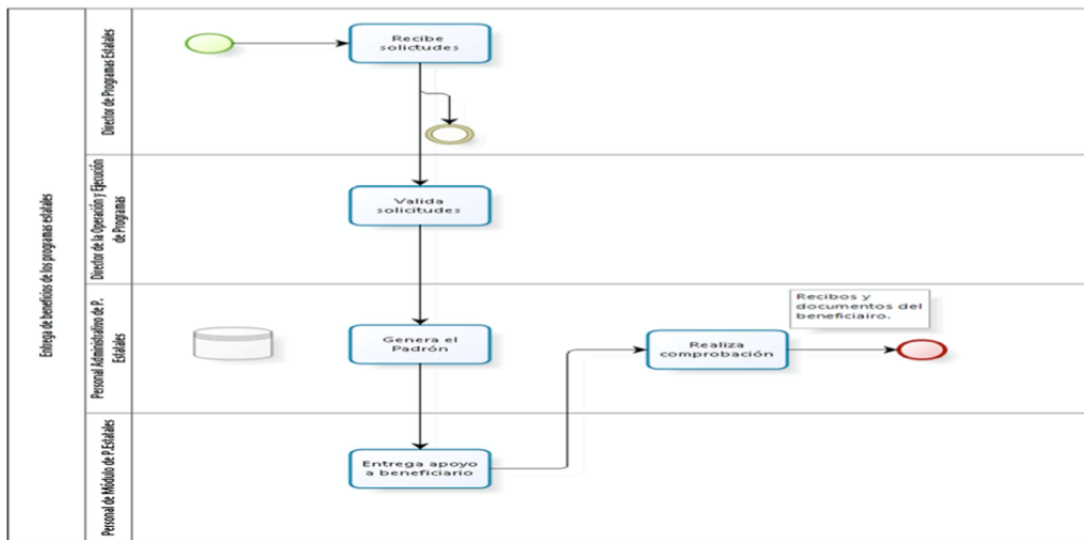 Entrega de beneficios de los programas estatales
Director de Programas Estatales
Recibe
solictudes
Director de la Operación y Ejecución
de Programas
Valida
solicitudes
Personal Administrativo de P.
Estatales
Genera el
Padrón
Realiza
comprobación
Recibos y
documentos del
beneficiairo.
Personal de Módulo de P.Estatales
Entrega apoyo
a beneficiario